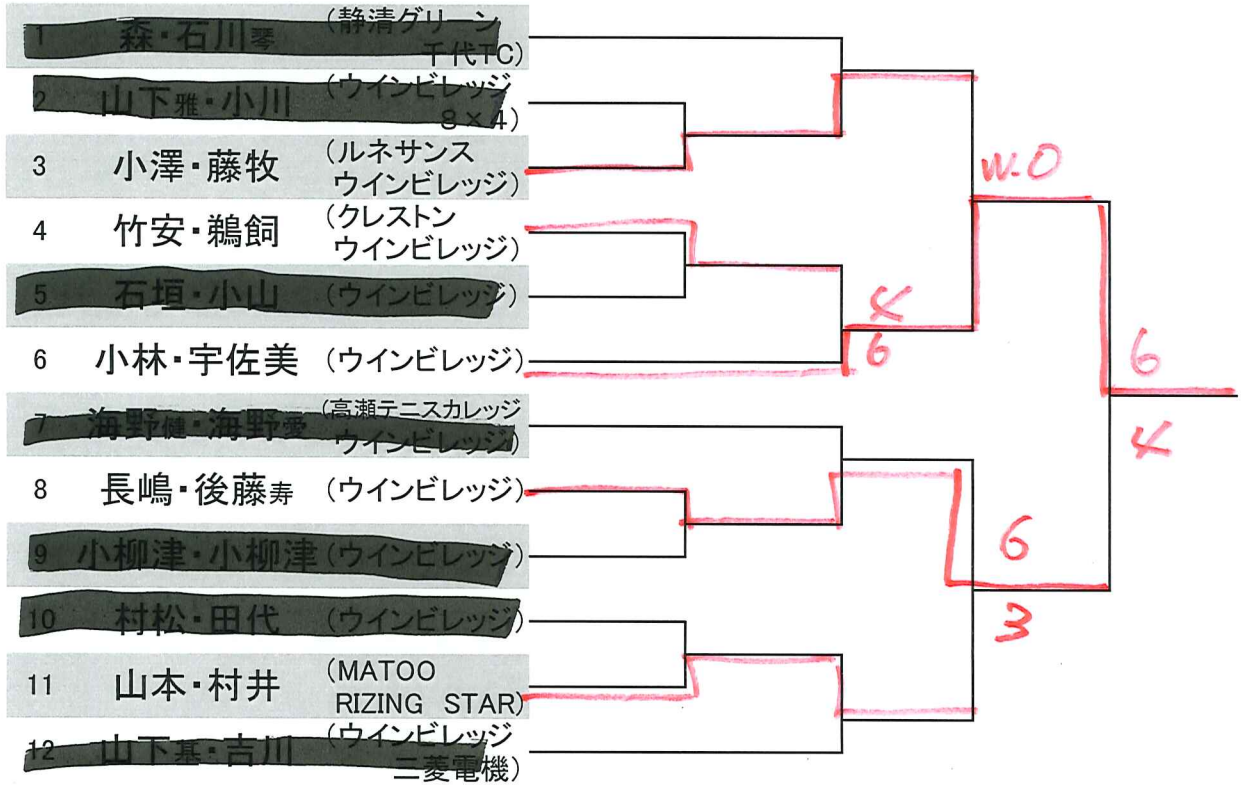 1 森・石川琴 (静清グリーン
千代TC)
2 山下雅・小川 (ウインビレッジ
8×4)
3 小澤・藤牧 (ルネサンス
ウインビレッジ)
4 竹安・鵜飼 (クレストン
ウインビレッジ)
5 石垣・小山 (ウインビレッジ)
6 小林・宇佐美 (ウインビレッジ)
7 海野健・海野愛 (高瀬テニスカレッジ
ウインビレッジ)
8 長嶋・後藤寿 (ウインビレッジ)
9 小柳津・小柳津 (ウインビレッジ)
10 村松・田代 (ウインビレッジ)
11 山本・村井 (MATOO
RIZING STAR)
12 山下基・吉川 (ウインビレッジ
三菱電機)
W.O
4
6
6
4
6
3